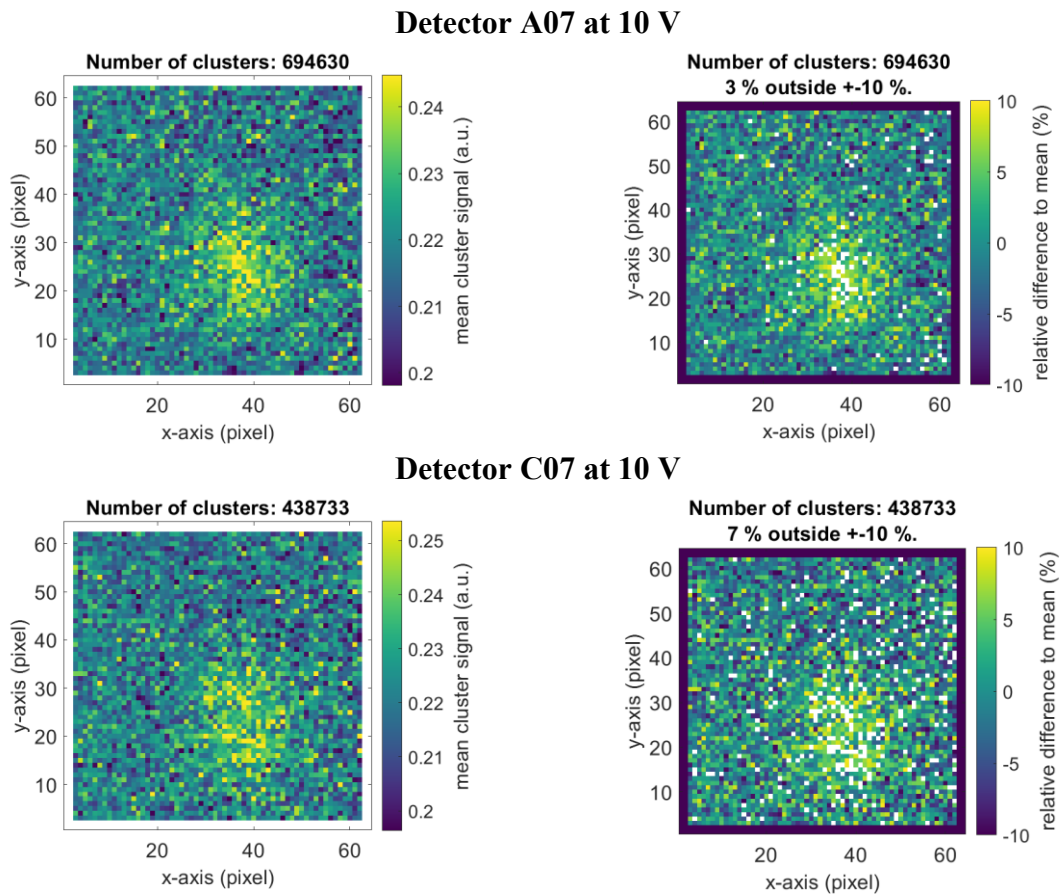 Detector A07 at 10 V
Number of clusters: 694630
60
50
40
30
20
10
y-axis (pixel)
20
40
60
x-axis (pixel)
0.24
0.23
0.22
0.21
0.2
mean cluster signal (a.u.)
Number of clusters: 694630
3 % outside +-10 %.
60
50
40
30
20
10
y-axis (pixel)
20
40
60
x-axis (pixel)
10
5
0
-5
-10
relative difference to mean (%)
Detector C07 at 10 V
Number of clusters: 438733
60
50
40
30
20
10
y-axis (pixel)
20
40
60
x-axis (pixel)
0.25
0.24
0.23
0.22
0.21
0.2
mean cluster signal (a.u.)
Number of clusters: 438733
7 % outside +-10 %.
60
50
40
30
20
10
y-axis (pixel)
20
40
60
x-axis (pixel)
10
5
0
-5
-10
relative difference to mean (%)